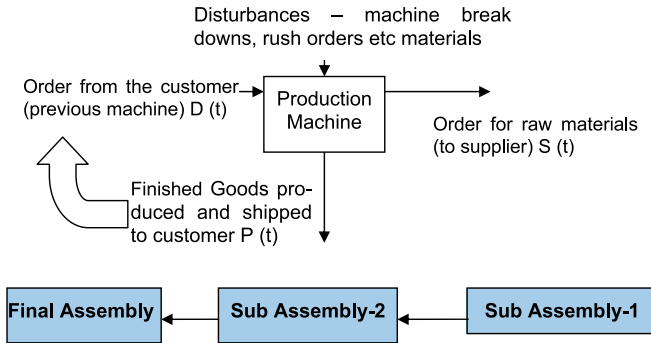 Disturbances – machine break
downs, rush orders etc materials
Order from the customer
(previous machine) D (t)
Production
Machine
Order for raw materials
(to supplier) S (t)
Finished Goods pro-
duced and shipped
to customer P (t)
Final Assembly
Sub Assembly-2
Sub Assembly-1